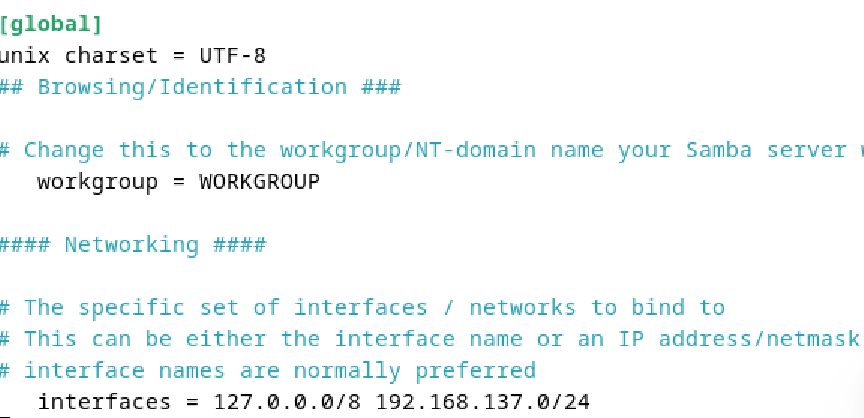 [global]
unix charset = UTF-8
## Browsing/Identification ###
# Change this to the workgroup/NT-domain name your Samba server
workgroup = WORKGROUP
#### Networking ####
# The specific set of interfaces / networks to bind to
# This can be either the interface name or an IP address/netmask
# interface names are normally preferred
interfaces = 127.0.0.0/8 192.168.137.0/24